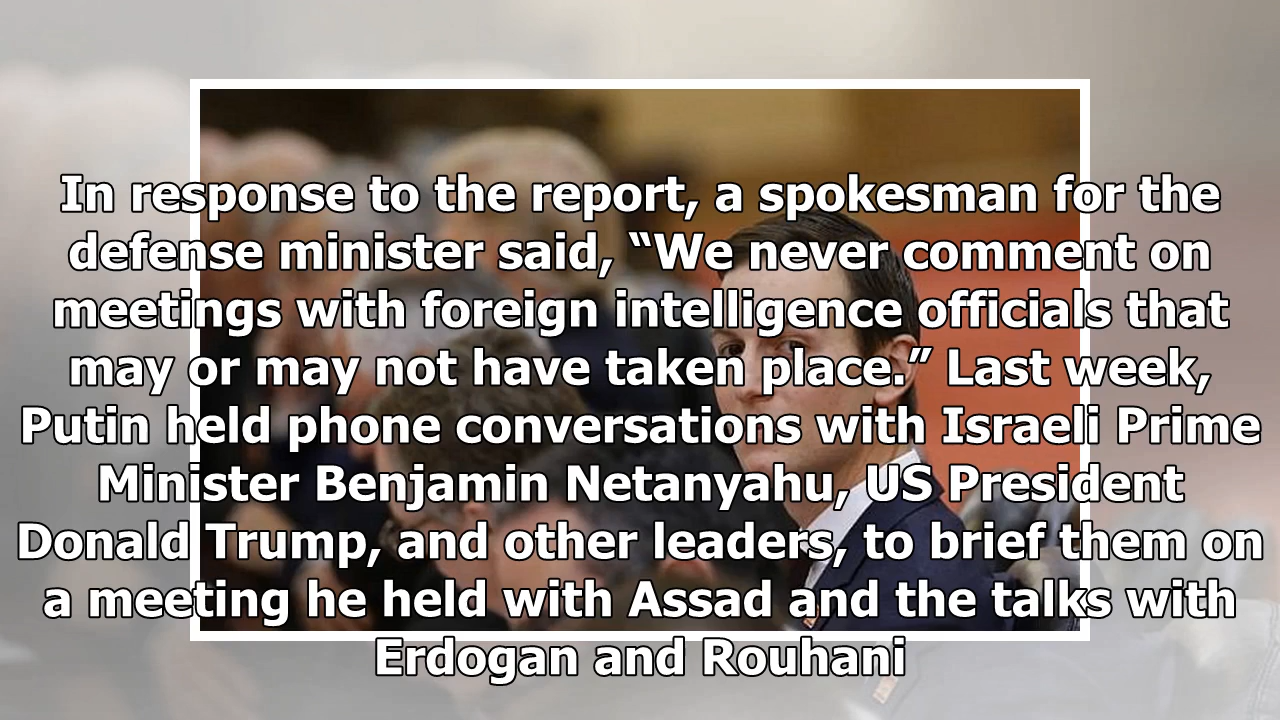 In response to the report, a spokesman for the
defense minister said, “We never comment on
meetings with foreign intelligence officials that
may or may not have taken place.” Last week,
Putin held phone conversations with Israeli Prime
Minister Benjamin Netanyahu, US President
Donald Trump, and other leaders, to brief them on
a meeting he held with Assad and the talks with
Erdogan and Rouhani